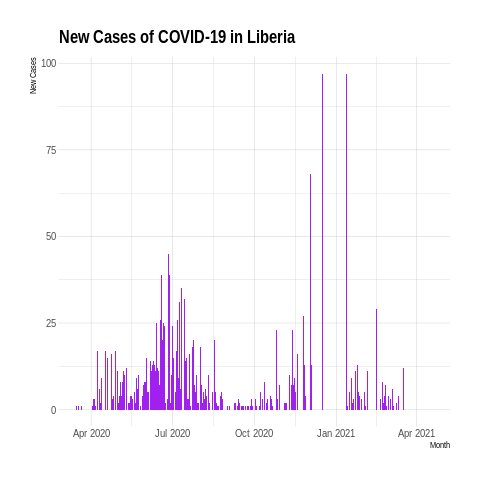 New Cases of COVID-19 in Liberia
New Cases
100
75
50
25
0
Apr 2020 Jul 2020 Oct 2020 Jan 2021 Apr 2021
Month